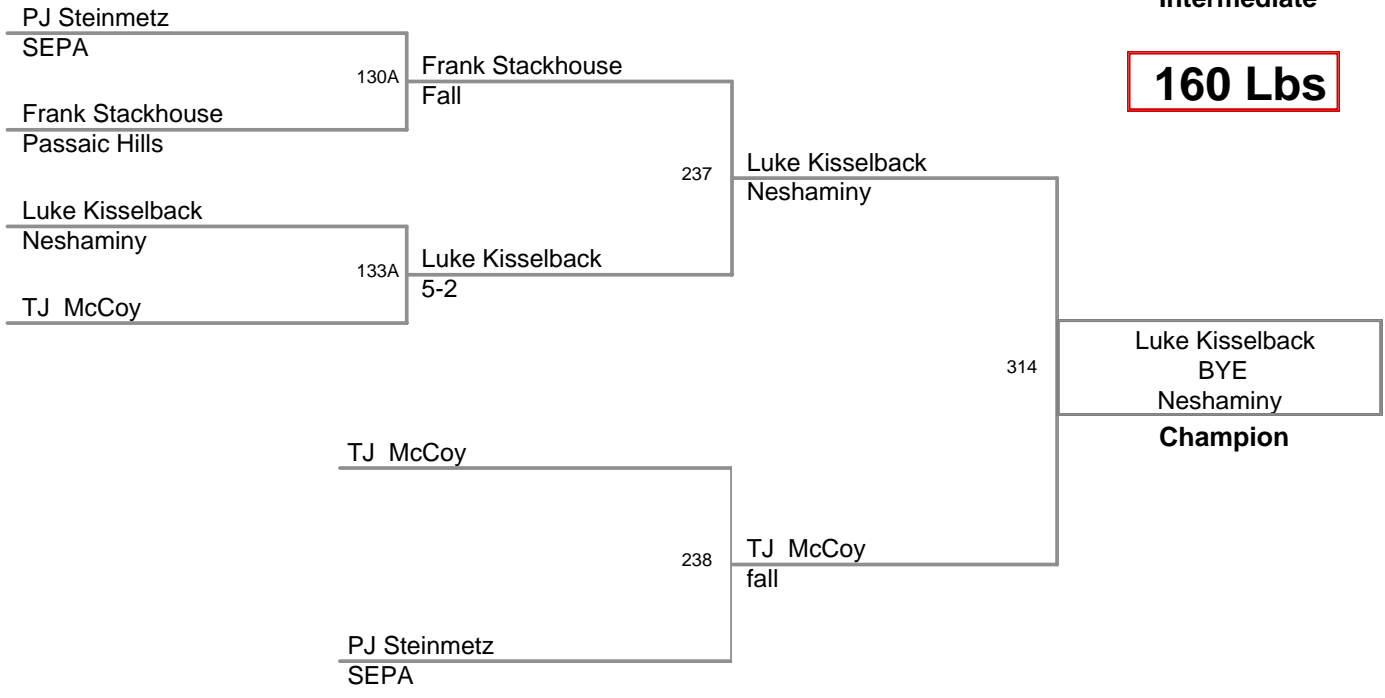 Intermediate
160 Lbs
PJ Steinmetz
SEPA
130A
Frank Stackhouse
Fall
Frank Stackhouse
Passaic Hills
237
Luke Kisselback
Neshaminy
Luke Kisselback
Neshaminy
133A
Luke Kisselback
5-2
TJ McCoy
314
Luke Kisselback
BYE
Neshaminy
Champion
TJ McCoy
238
TJ McCoy
fall
PJ Steinmetz
SEPA